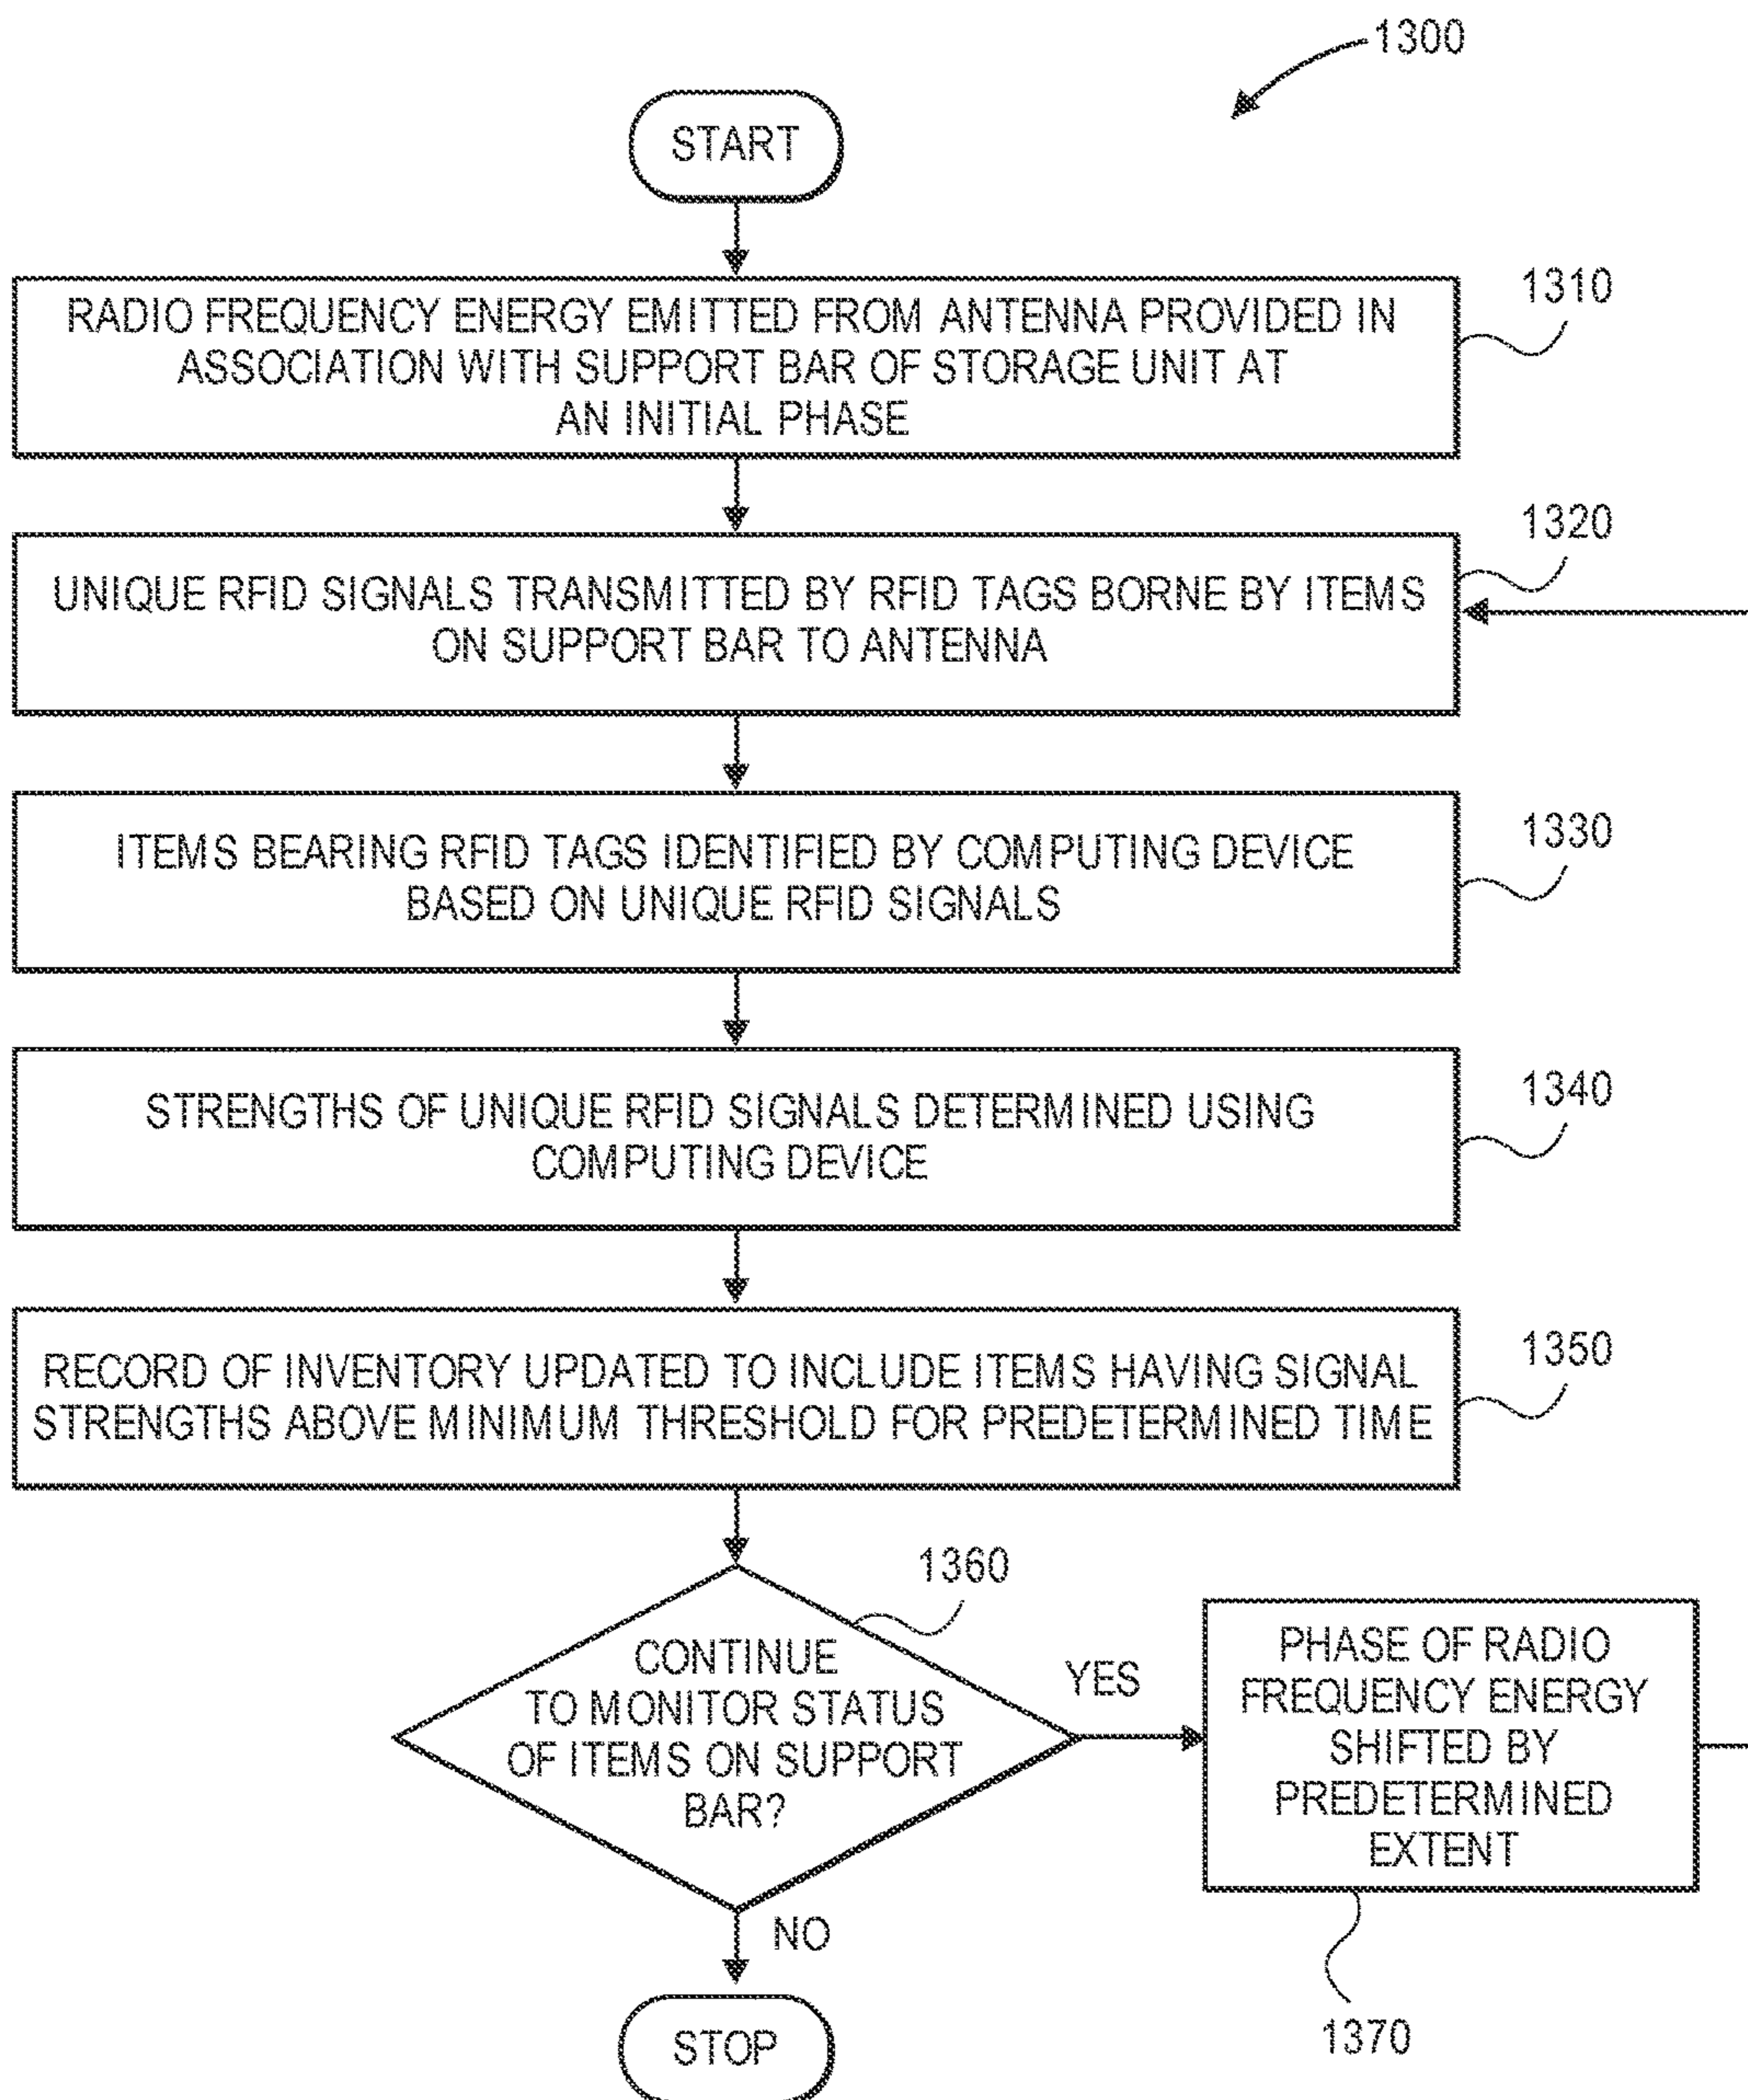 1300
START
RADIO FREQUENCY ENERGY EMITTED FROM ANTENNA PROVIDED IN
ASSOCIATION WITH SUPPORT BAR OF STORAGE UNIT AT
AN INITIAL PHASE
1310
UNIQUE RFID SIGNALS TRANSMITTED BY RFID TAGS BORNE BY ITEMS
ON SUPPORT BAR TO ANTENNA
1320
ITEMS BEARING RFID TAGS IDENTIFIED BY COMPUTING DEVICE
BASED ON UNIQUE RFID SIGNALS
1330
STRENGTHS OF UNIQUE RFID SIGNALS DETERMINED USING
COMPUTING DEVICE
1340
RECORD OF INVENTORY UPDATED TO INCLUDE ITEMS HAVING SIGNAL
STRENGTHS ABOVE MINIMUM THRESHOLD FOR PREDETERMINED TIME
1350
1360
CONTINUE
TO MONITOR STATUS
OF ITEMS ON SUPPORT
BAR?
YES
PHASE OF RADIO
FREQUENCY ENERGY
SHIFTED BY
PREDETERMINED
EXTENT
1370
NO
STOP